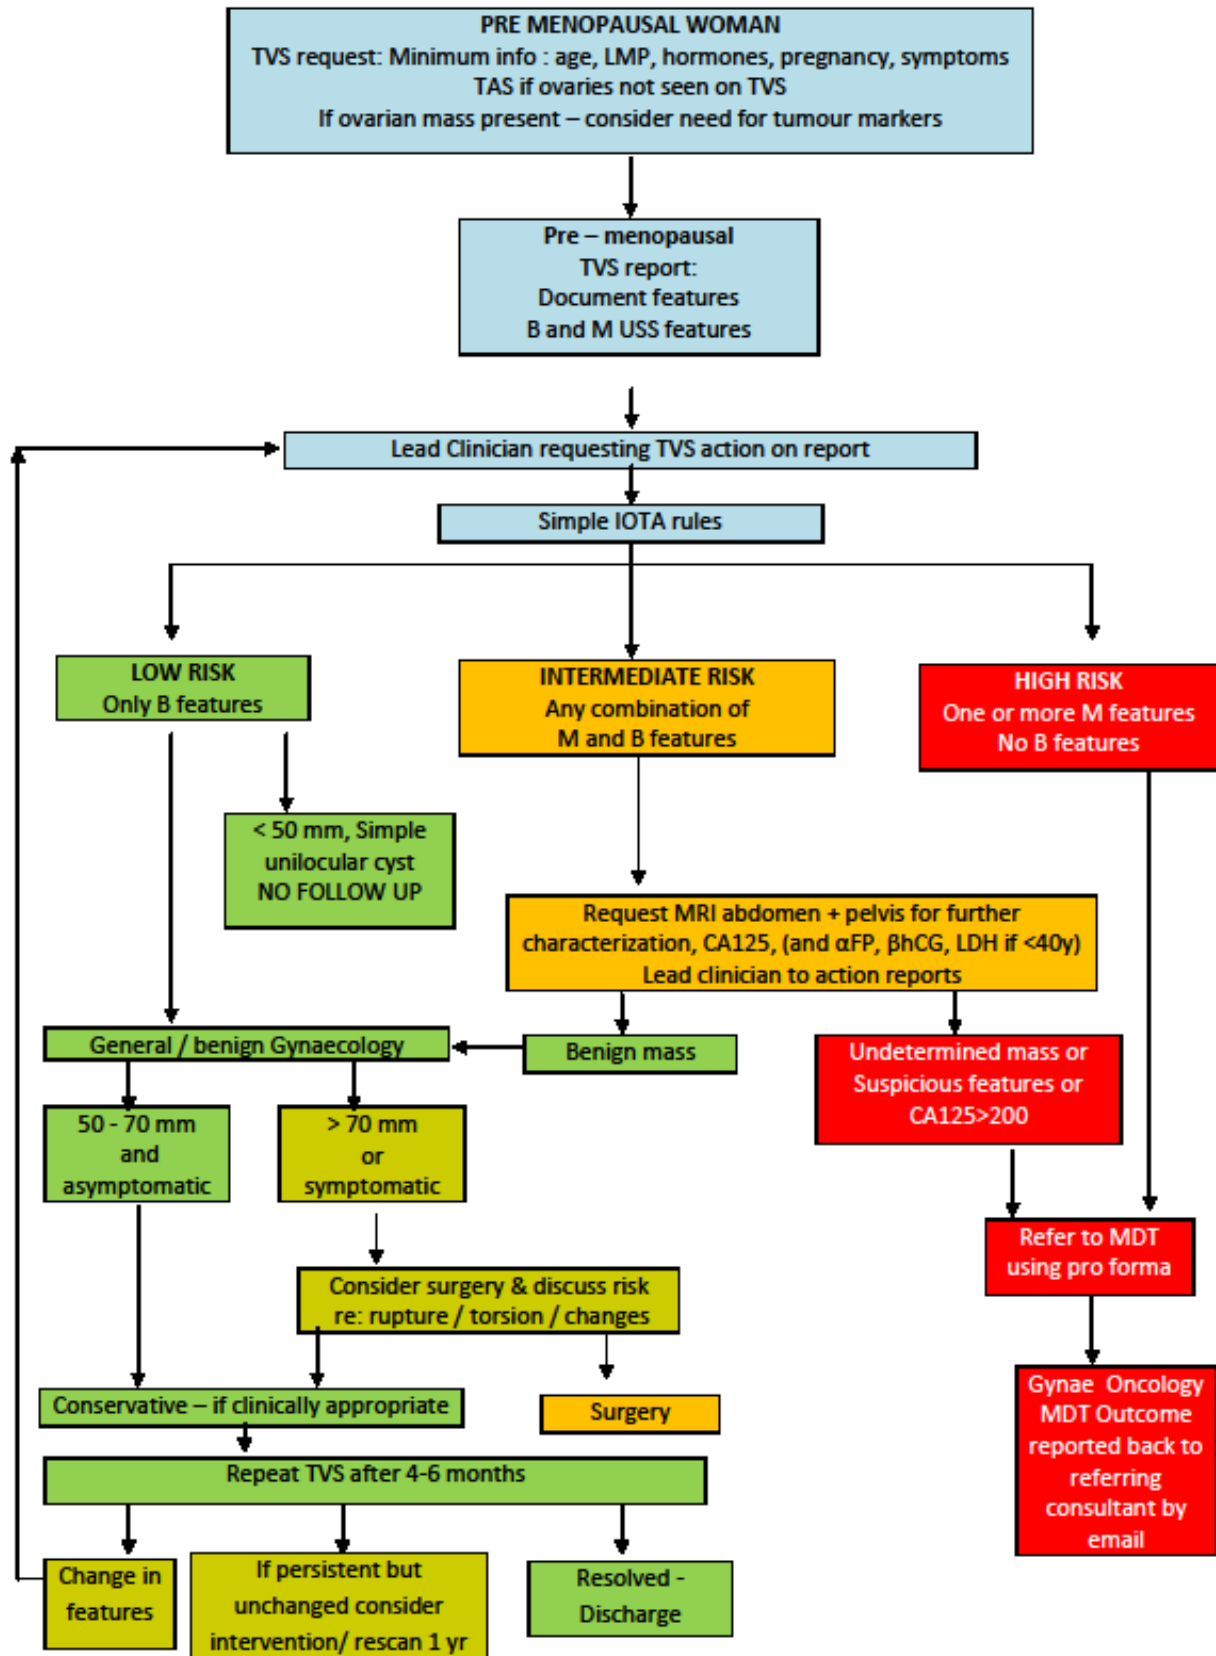 PRE MENOPAUSAL WOMAN
TVS request: Minimum info : age, LMP, hormones, pregnancy, symptoms
TAS if ovaries not seen on TVS
If ovarian mass present – consider need for tumour markers
Pre – menopausal
TVS report:
Document features
B and M USS features
Lead Clinician requesting TVS action on report
Simple IOTA rules
LOW RISK
Only B features
INTERMEDIATE RISK
Any combination of
M and B features
HIGH RISK
One or more M features
No B features
< 50 mm, Simple
unilocular cyst
NO FOLLOW UP
Request MRI abdomen + pelvis for further
characterization, CA125, (and αFP, βhCG, LDH if <40y)
Lead clinician to action reports
General / benign Gynaecology
Benign mass
Undetermined mass or
Suspicious features or
CA125>200
50 - 70 mm
and
asymptomatic
> 70 mm
or
symptomatic
Refer to MDT
using pro forma
Consider surgery & discuss risk
re: rupture / torsion / changes
Conservative – if clinically appropriate
Surgery
Gynae Oncology
MDT Outcome
reported back to
referring
consultant by
email
Repeat TVS after 4-6 months
Change in
features
If persistent but
unchanged consider
intervention/ rescan 1 yr
Resolved -
Discharge